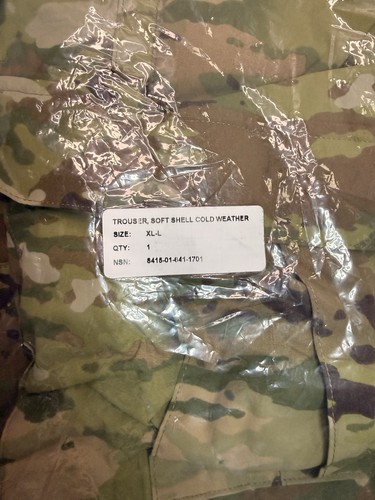 TROUSER, SOFT SHELL COLD WEATHER
SIZE: XL-L
QTY: 1
NSN: 8415-01-641-1701